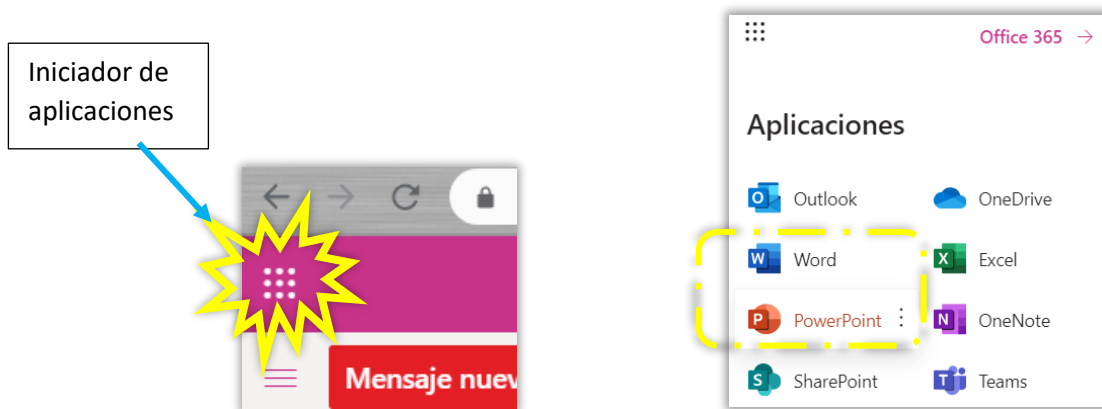 Iniciador de
aplicaciones
Mensaje nuev
Office 365 →
Aplicaciones
Outlook
OneDrive
Word
Excel
PowerPoint
OneNote
SharePoint
Teams